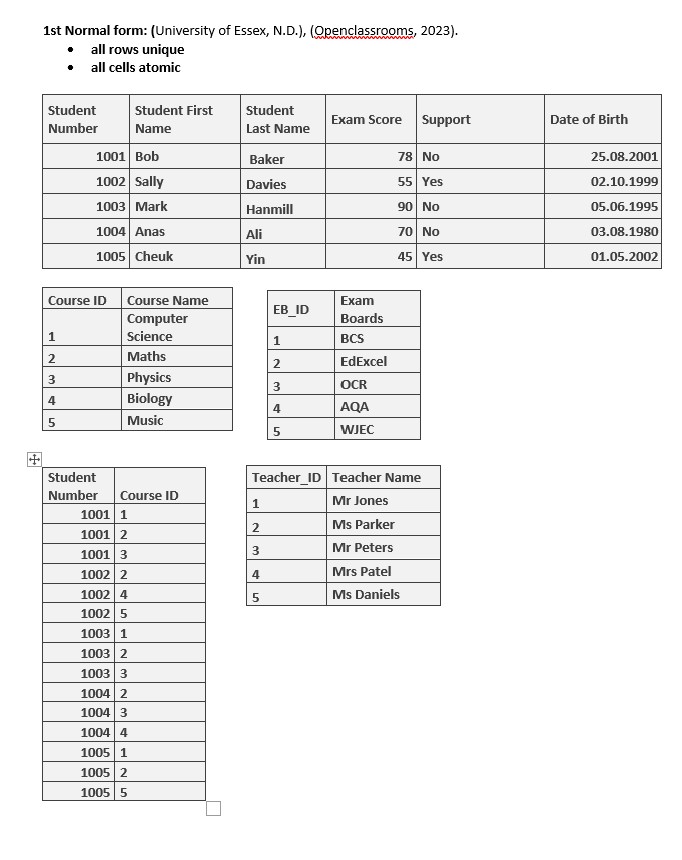 1st Normal form: (University of Essex, N.D.), (Openclassrooms, 2023).
• all rows unique
• all cells atomic
Student Number | Student First Name | Student Last Name | Exam Score | Support | Date of Birth
1001 | Bob | Baker | 78 | No | 25.08.2001
1002 | Sally | Davies | 55 | Yes | 02.10.1999
1003 | Mark | Hanmill | 90 | No | 05.06.1995
1004 | Anas | Ali | 70 | No | 03.08.1980
1005 | Cheuk | Yin | 45 | Yes | 01.05.2002
Course ID | Course Name
1 | Computer Science
2 | Maths
3 | Physics
4 | Biology
5 | Music
EB_ID | Exam Boards
1 | BCS
2 | EdExcel
3 | OCR
4 | AQA
5 | WJEC
Student Number | Course ID
1001 | 1
1001 | 2
1001 | 3
1002 | 2
1002 | 4
1002 | 5
1003 | 1
1003 | 2
1003 | 3
1004 | 2
1004 | 3
1004 | 4
1005 | 1
1005 | 2
1005 | 5
Teacher_ID | Teacher Name
1 | Mr Jones
2 | Ms Parker
3 | Mr Peters
4 | Mrs Patel
5 | Ms Daniels